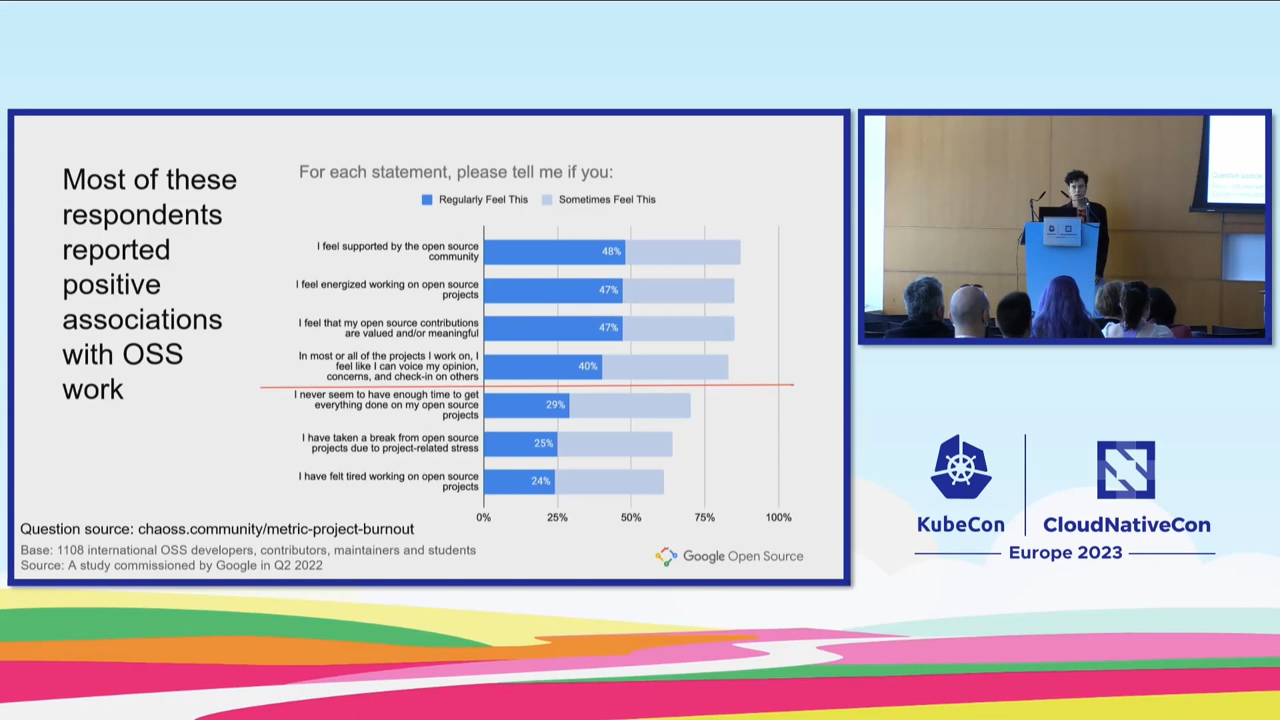 Most of these
respondents
reported
positive
associations
with OSS
work
For each statement, please tell me if you:
Regularly Feel This
Sometimes Feel This
I feel supported by the open source
community
48%
I feel energized working on open source
projects
47%
I feel that my open source contributions
are valued and/or meaningful
47%
In most or all of the projects I work on, I
feel like I can voice my opinion,
concerns, and check-in on others
40%
I never seem to have enough time to get
everything done on my open source
projects
29%
I have taken a break from open source
projects due to project-related stress
25%
I have felt tired working on open source
projects
24%
0%
25%
50%
75%
100%
Question source: chaoss.community/metric-project-burnout
Base: 1108 international OSS developers, contributors, maintainers and students
Source: A study commissioned by Google in Q2 2022
Google Open Source
KubeCon
CloudNativeCon
Europe 2023